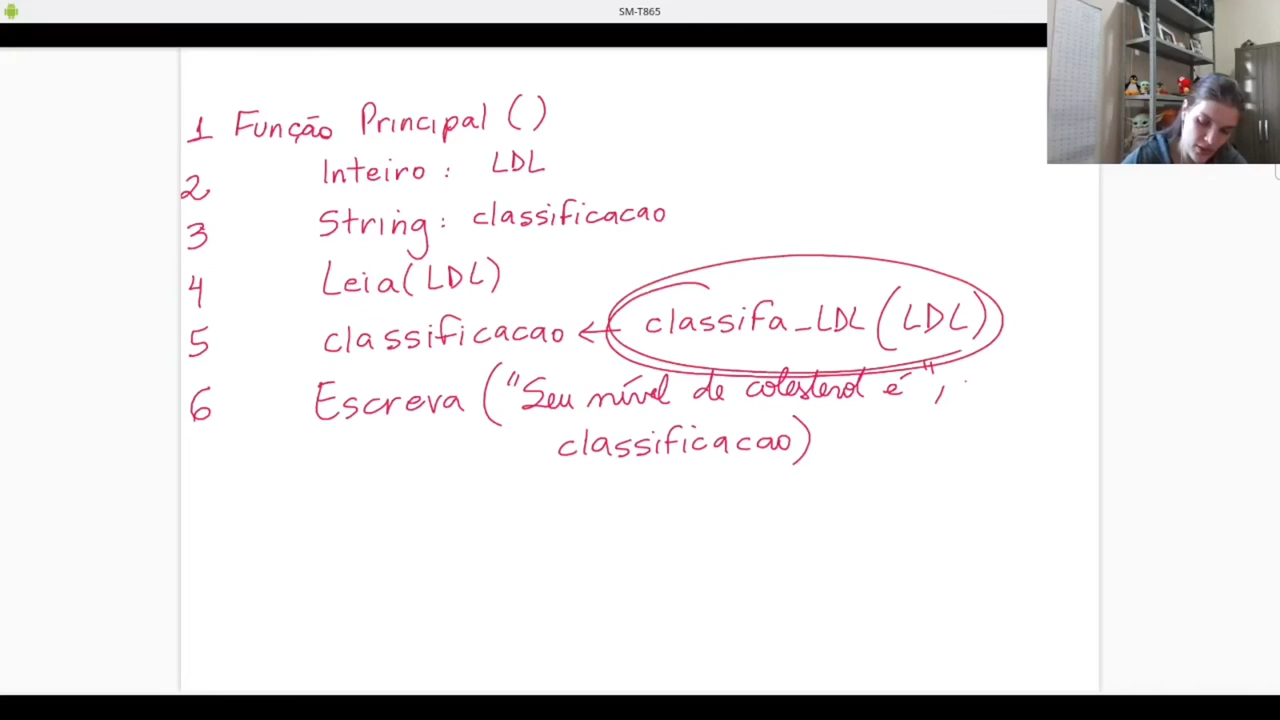 SM-T865
1 Função Principal ()
2 Inteiro : LDL
3 String : classificacao
4 Leia(LDL)
5 classificacao ← classifa_LDL (LDL)
6 Escreva ("Seu nível de colesterol é",
classificacao)